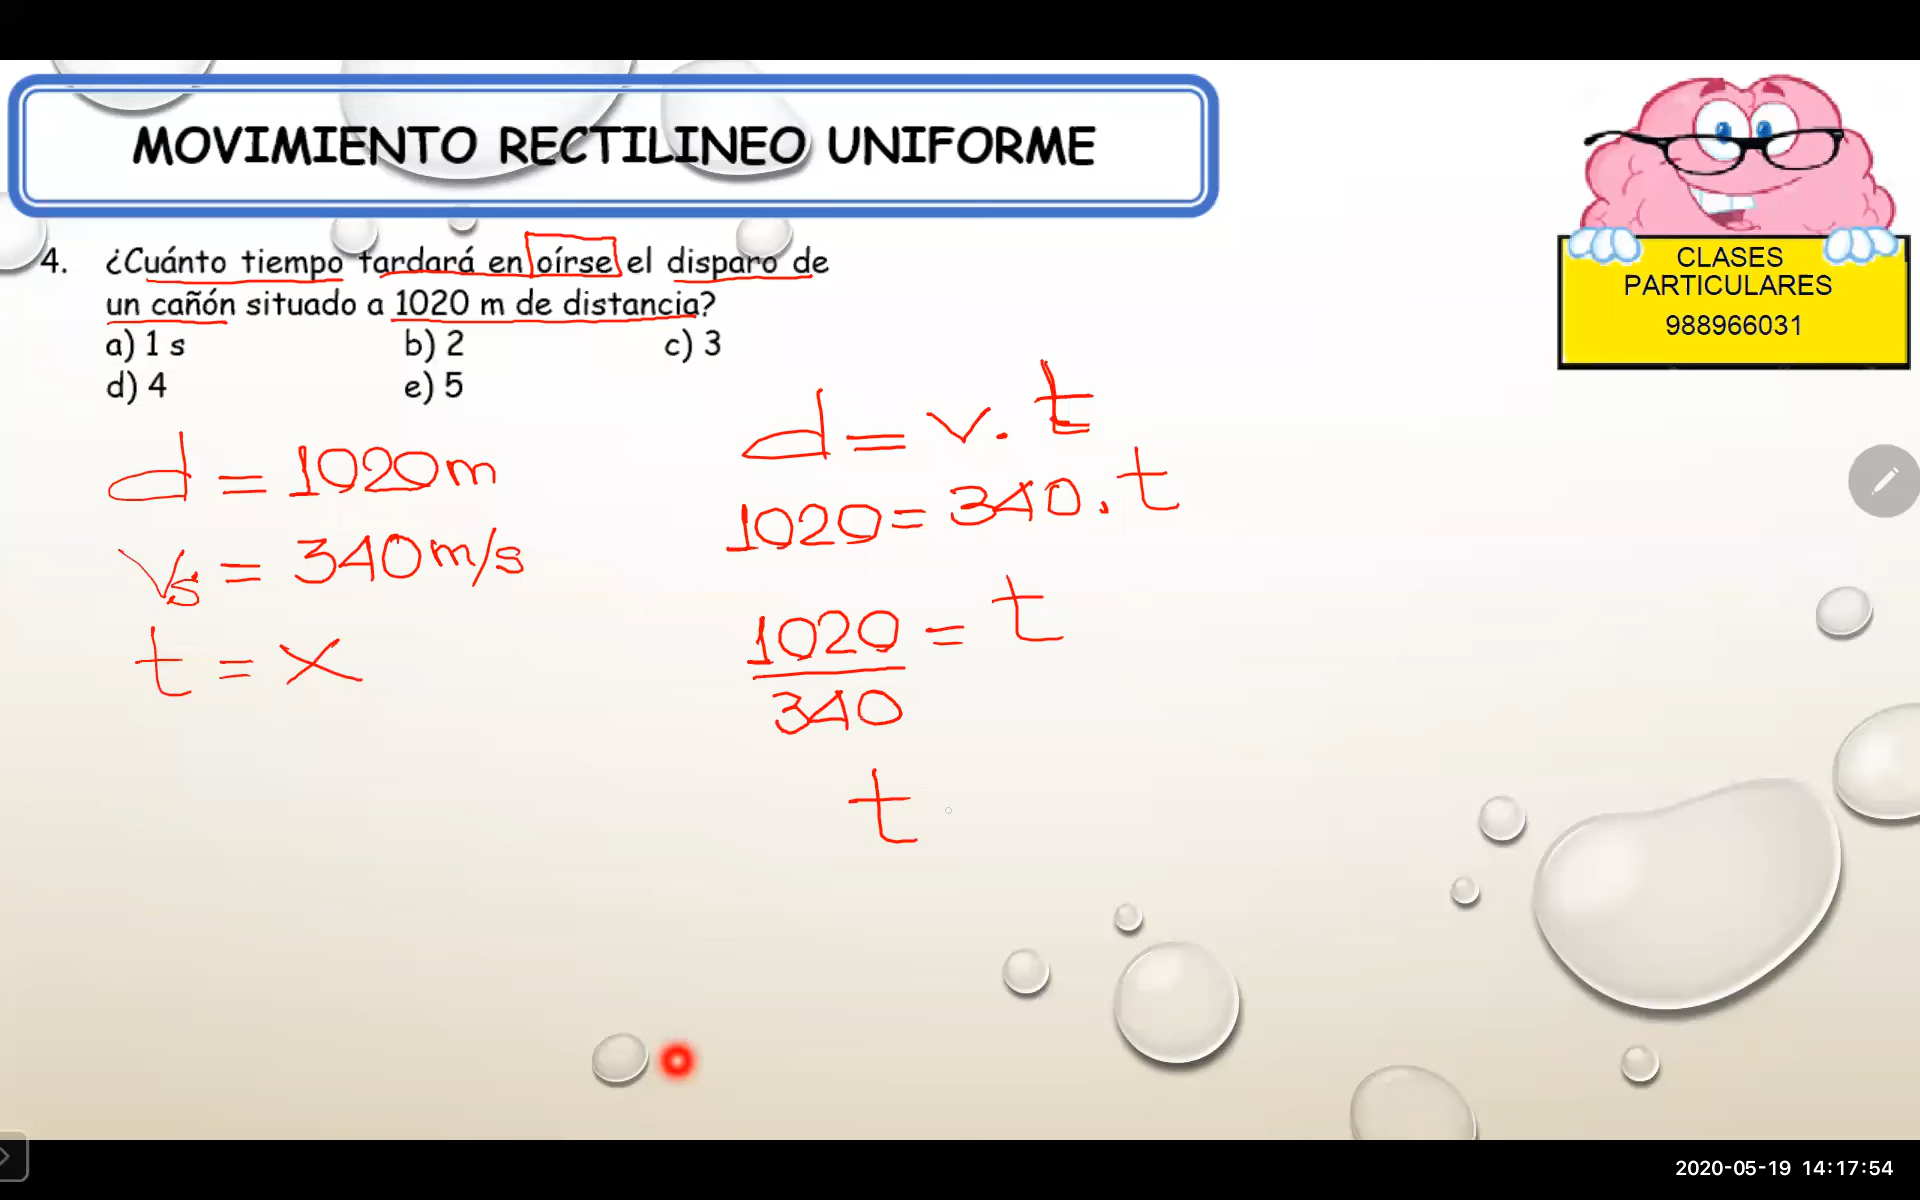 MOVIMIENTO RECTILINEO UNIFORME
CLASES
PARTICULARES
988966031
4. ¿Cuánto tiempo tardará en oírse el disparo de
un cañón situado a 1020 m de distancia?
a) 1 s b) 2 c) 3
d) 4 e) 5
d = 1020m
vs = 340m/s
t = x
d = v. t
1020 = 340. t
1020 = t
340
t
2020-05-19 14:17:54